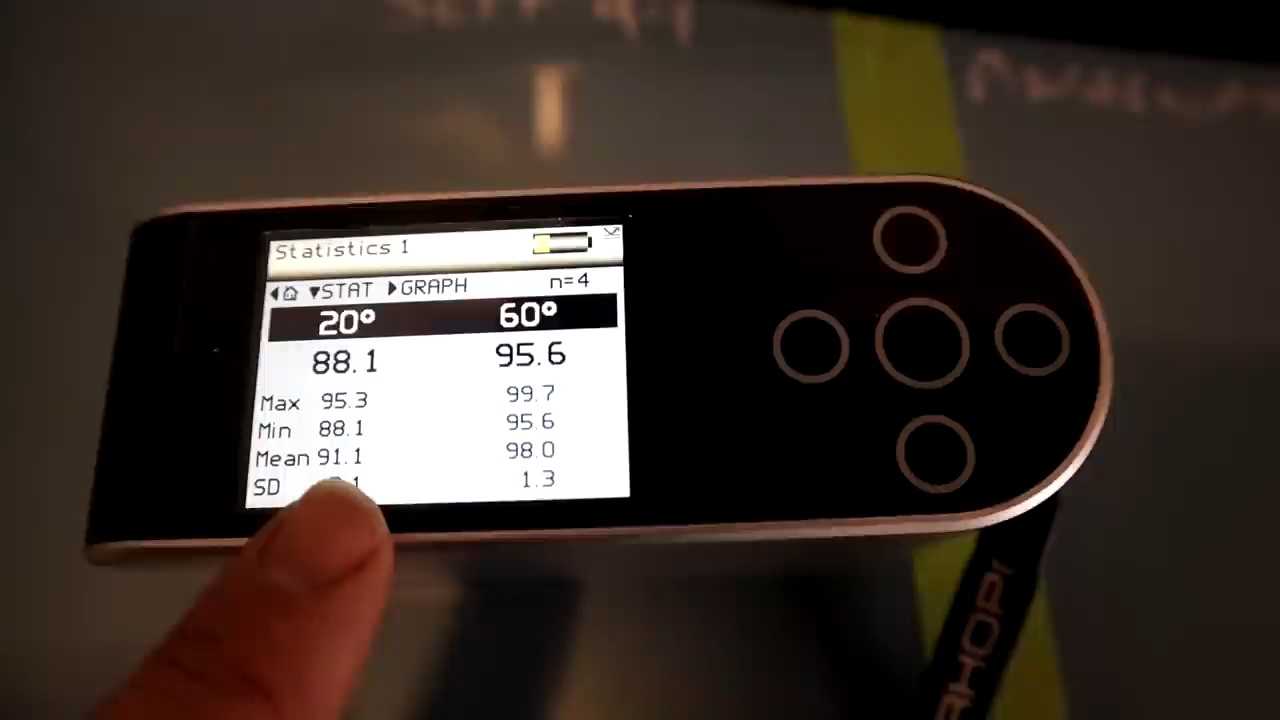 Statistics 1
STAT GRAPH n=4
20° 60°
88.1 95.6
Max 95.3 99.7
Min 88.1 95.6
Mean 91.1 98.0
SD 1.3